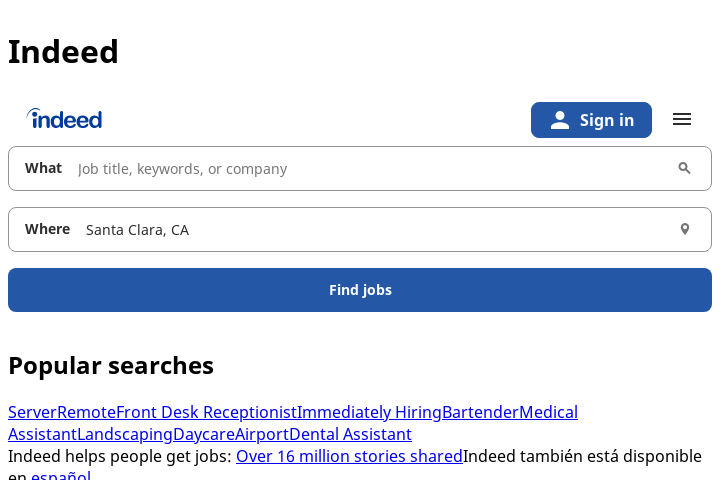 Indeed
indeed
Sign in
What Job title, keywords, or company
Where Santa Clara, CA
Find jobs
Popular searches
ServerRemoteFront Desk ReceptionistImmediately HiringBartenderMedical
AssistantLandscapingDaycareAirportDental Assistant
Indeed helps people get jobs: Over 16 million stories sharedIndeed también está disponible
en español